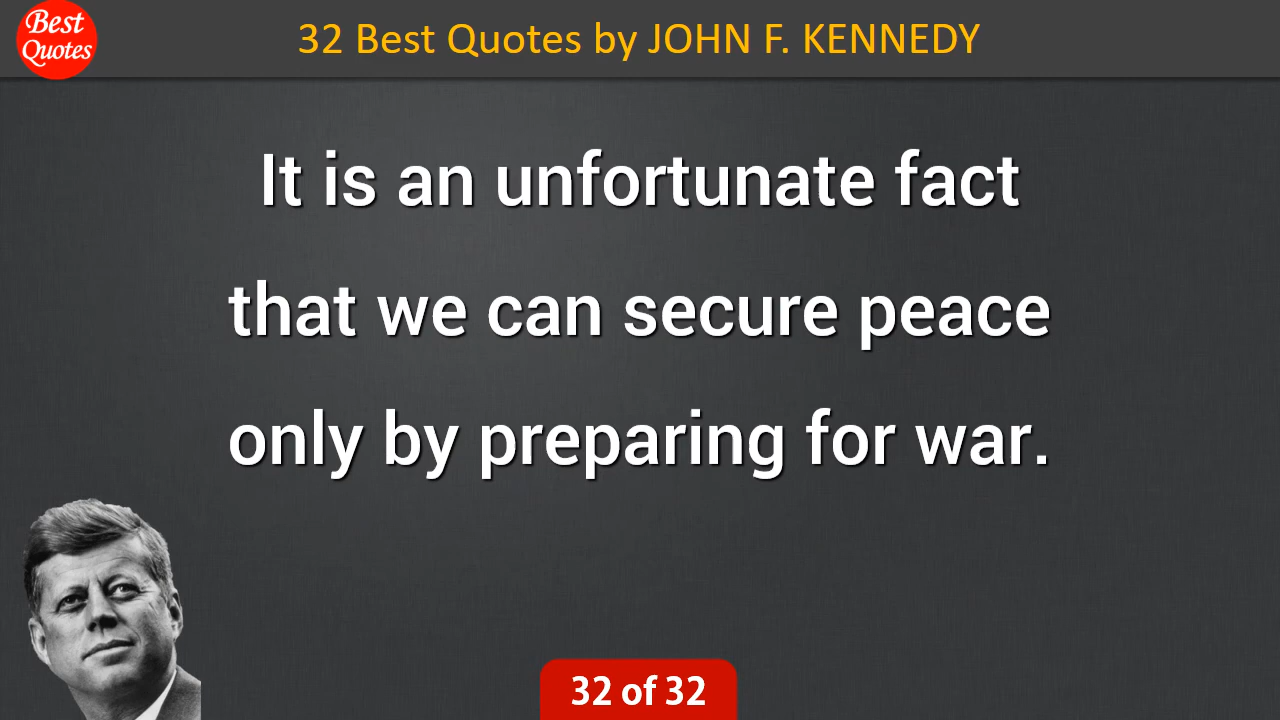 Best
Quotes
32 Best Quotes by JOHN F. KENNEDY
It is an unfortunate fact
that we can secure peace
only by preparing for war.
32 of 32